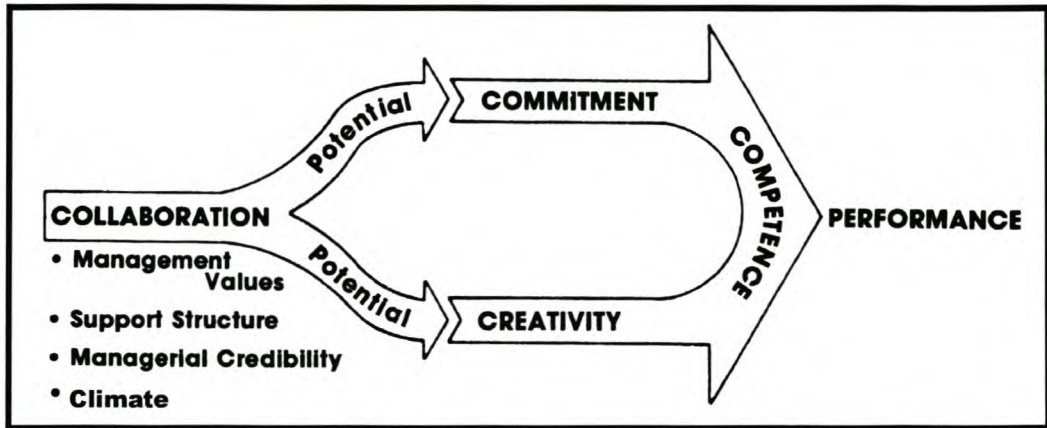 Potential
COMMITMENT
COLLABORATION
COMPETENCE
PERFORMANCE
Potential
CREATIVITY
• Management
Values
• Support Structure
• Managerial Credibility
• Climate